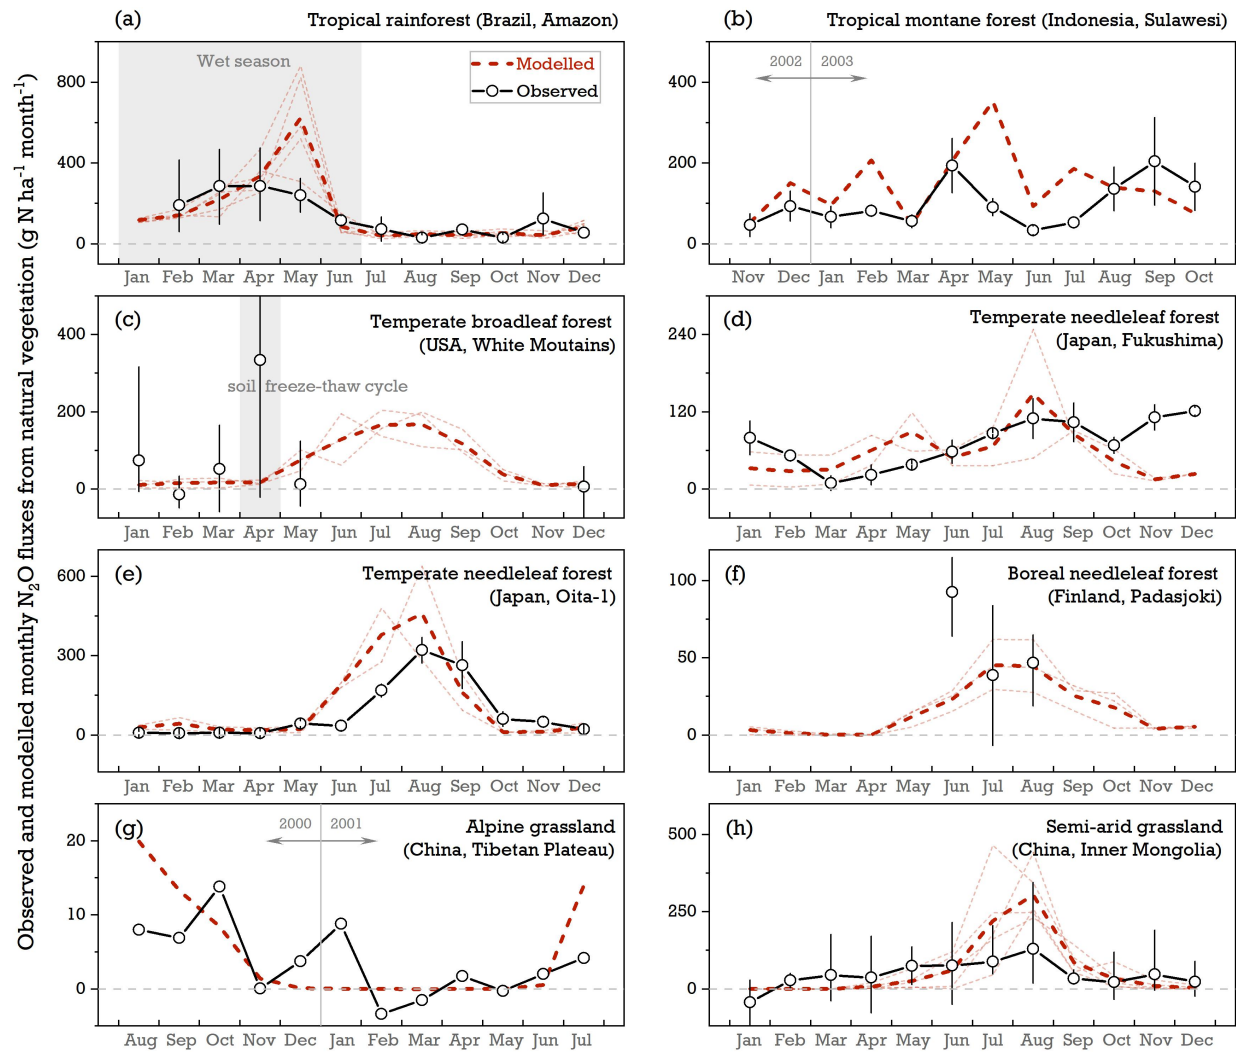 Observed and modelled monthly N₂O fluxes from natural vegetation (g N ha⁻¹ month⁻¹)
(a)
Tropical rainforest (Brazil, Amazon)
Wet season
Modelled
Observed
800
400
0
Jan Feb Mar Apr May Jun Jul Aug Sep Oct Nov Dec
(b)
Tropical montane forest (Indonesia, Sulawesi)
2002 2003
400
200
0
Nov Dec Jan Feb Mar Apr May Jun Jul Aug Sep Oct
(c)
Temperate broadleaf forest
(USA, White Moutains)
soil freeze-thaw cycle
400
200
0
Jan Feb Mar Apr May Jun Jul Aug Sep Oct Nov Dec
(d)
Temperate needleleaf forest
(Japan, Fukushima)
240
120
0
Jan Feb Mar Apr May Jun Jul Aug Sep Oct Nov Dec
(e)
Temperate needleleaf forest
(Japan, Oita-1)
600
300
0
Jan Feb Mar Apr May Jun Jul Aug Sep Oct Nov Dec
(f)
Boreal needleleaf forest
(Finland, Padasjoki)
100
50
0
Jan Feb Mar Apr May Jun Jul Aug Sep Oct Nov Dec
(g)
2000 2001
Alpine grassland
(China, Tibetan Plateau)
20
10
0
Aug Sep Oct Nov Dec Jan Feb Mar Apr May Jun Jul
(h)
Semi-arid grassland
(China, Inner Mongolia)
500
250
0
Jan Feb Mar Apr May Jun Jul Aug Sep Oct Nov Dec